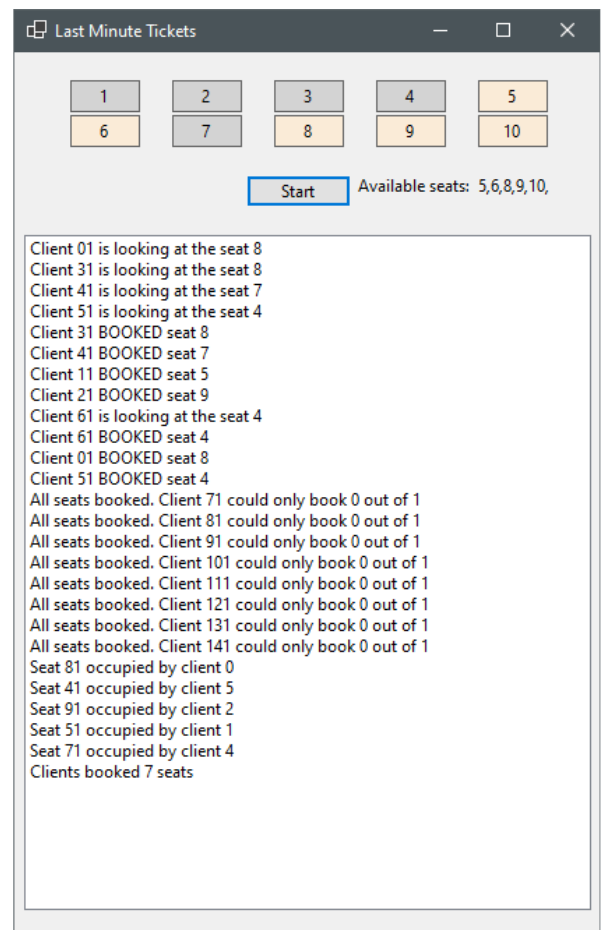 Last Minute Tickets
1 2 3 4 5
6 7 8 9 10
Start Available seats: 5,6,8,9,10,
Client 01 is looking at the seat 8
Client 31 is looking at the seat 8
Client 41 is looking at the seat 7
Client 51 is looking at the seat 4
Client 31 BOOKED seat 8
Client 41 BOOKED seat 7
Client 11 BOOKED seat 5
Client 21 BOOKED seat 9
Client 61 is looking at the seat 4
Client 61 BOOKED seat 4
Client 01 BOOKED seat 8
Client 51 BOOKED seat 4
All seats booked. Client 71 could only book 0 out of 1
All seats booked. Client 81 could only book 0 out of 1
All seats booked. Client 91 could only book 0 out of 1
All seats booked. Client 101 could only book 0 out of 1
All seats booked. Client 111 could only book 0 out of 1
All seats booked. Client 121 could only book 0 out of 1
All seats booked. Client 131 could only book 0 out of 1
All seats booked. Client 141 could only book 0 out of 1
Seat 81 occupied by client 0
Seat 41 occupied by client 5
Seat 91 occupied by client 2
Seat 51 occupied by client 1
Seat 71 occupied by client 4
Clients booked 7 seats